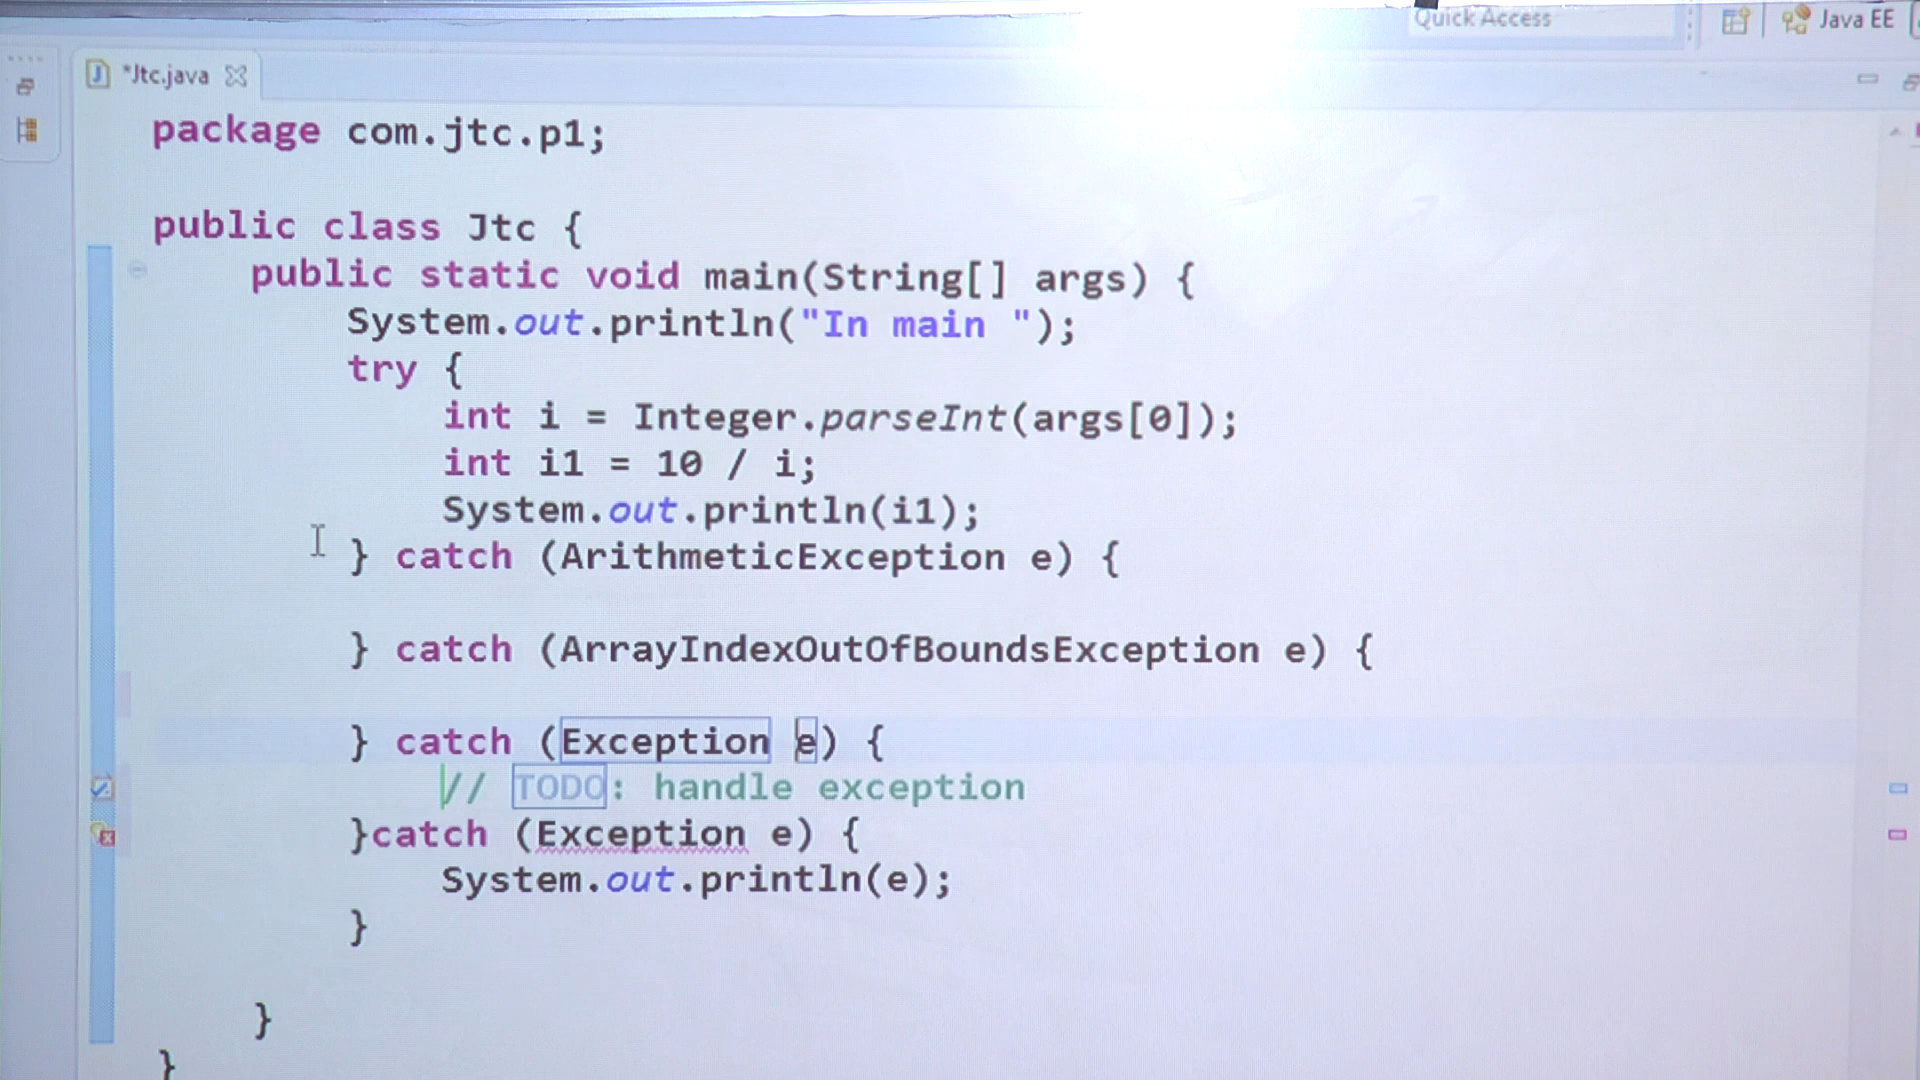 Quick Access
Java EE
*Jtc.java
package com.jtc.p1;
public class Jtc {
public static void main(String[] args) {
System.out.println("In main ");
try {
int i = Integer.parseInt(args[0]);
int i1 = 10 / i;
System.out.println(i1);
} catch (ArithmeticException e) {
} catch (ArrayIndexOutOfBoundsException e) {
} catch (Exception e) {
// TODO: handle exception
}catch (Exception e) {
System.out.println(e);
}
}
}